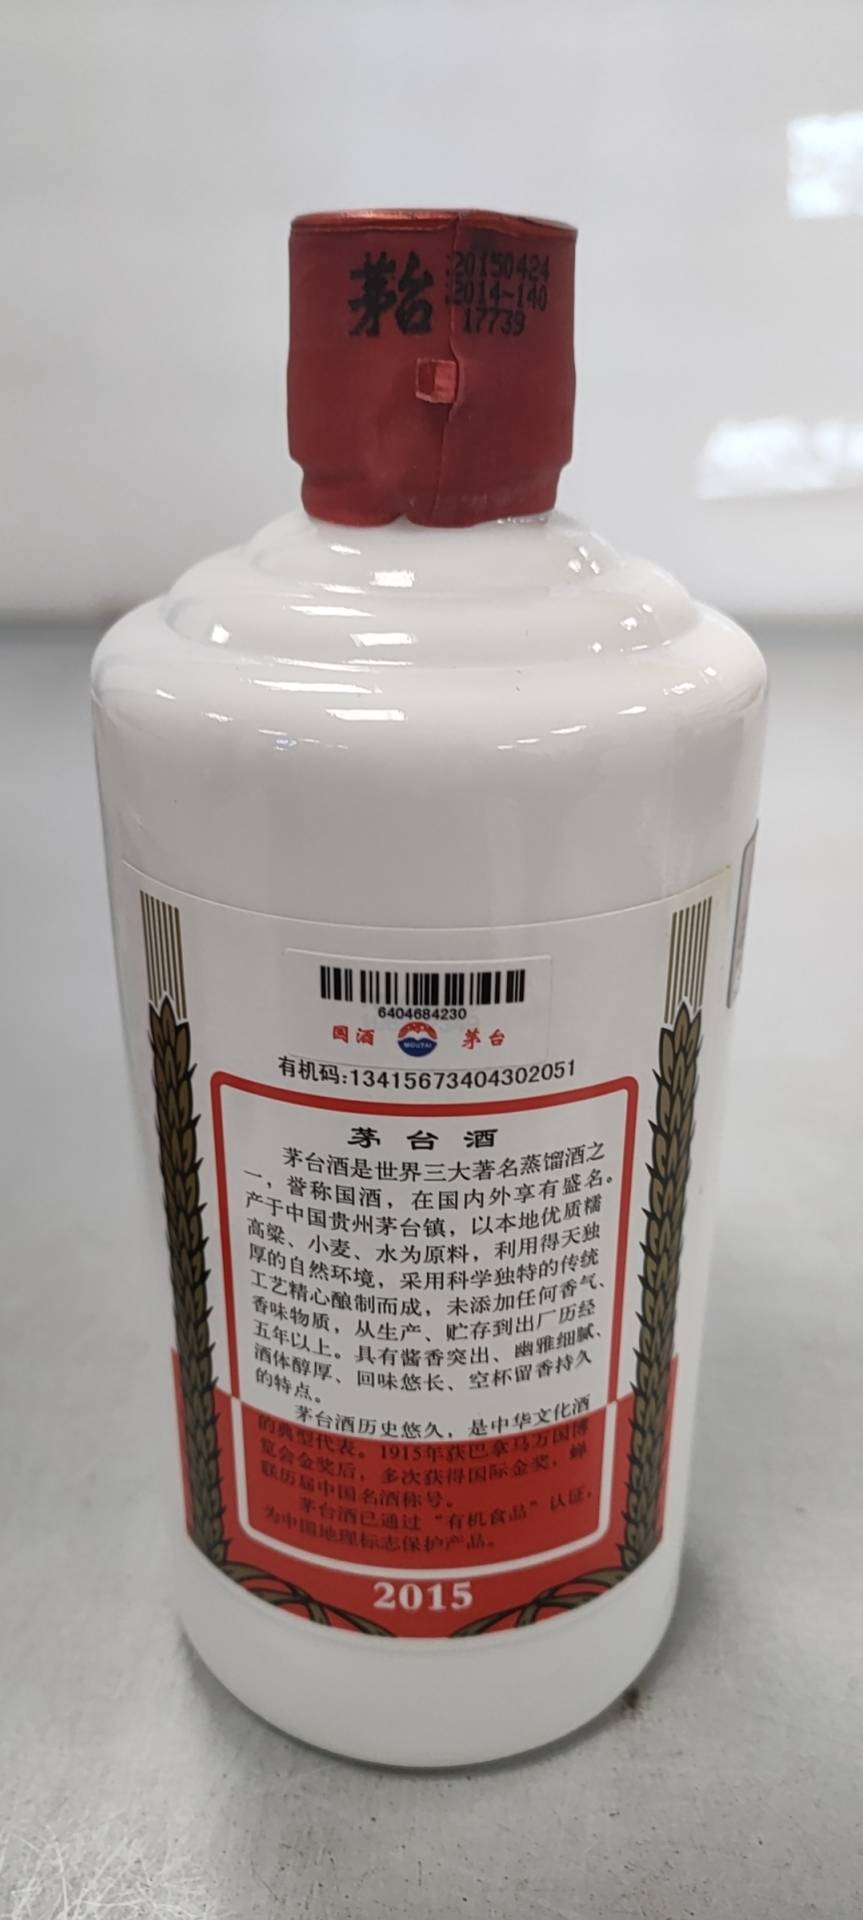 茅台
20150424
2014-140
17739
6404684230
国酒 MOUTAI 茅台
有机码:13415673404302051
茅台酒
茅台酒是世界三大著名蒸馏酒之
一，誉称国酒，在国内外享有盛名。
产于中国贵州茅台镇，以本地优质糯
高粱、小麦、水为原料，利用得天独
厚的自然环境，采用科学独特的传统
工艺精心酿制而成，未添加任何香气、
香味物质，从生产、贮存到出厂历经
五年以上。具有酱香突出、幽雅细腻、
酒体醇厚、回味悠长、空杯留香持久
的特点。
茅台酒历史悠久，是中华文化酒
的典型代表。1915年获巴拿马万国博
览会金奖后，多次获得国际金奖，蝉
联历届中国名酒称号。
茅台酒已通过“有机食品”认证，
为中国地理标志保护产品。
2015